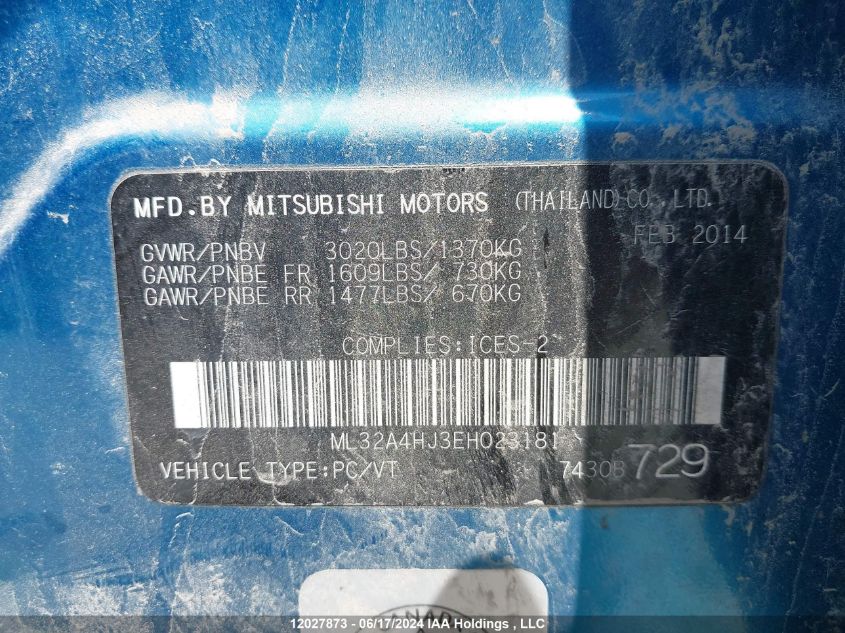 MFD.BY MITSUBISHI MOTORS (THAILAND)CO.,LTD.
FEB 2014
GVWR/PNBV 3020LBS/1370KG
GAWR/PNBE FR 1609LBS/ 730KG
GAWR/PNBE RR 1477LBS/ 670KG
COMPLIES:ICES-2
ML32A4HJ3EH023181
VEHICLE TYPE:PC/VT 7430B 729
CANADA
12027873 - 06/17/2024 IAA Holdings , LLC